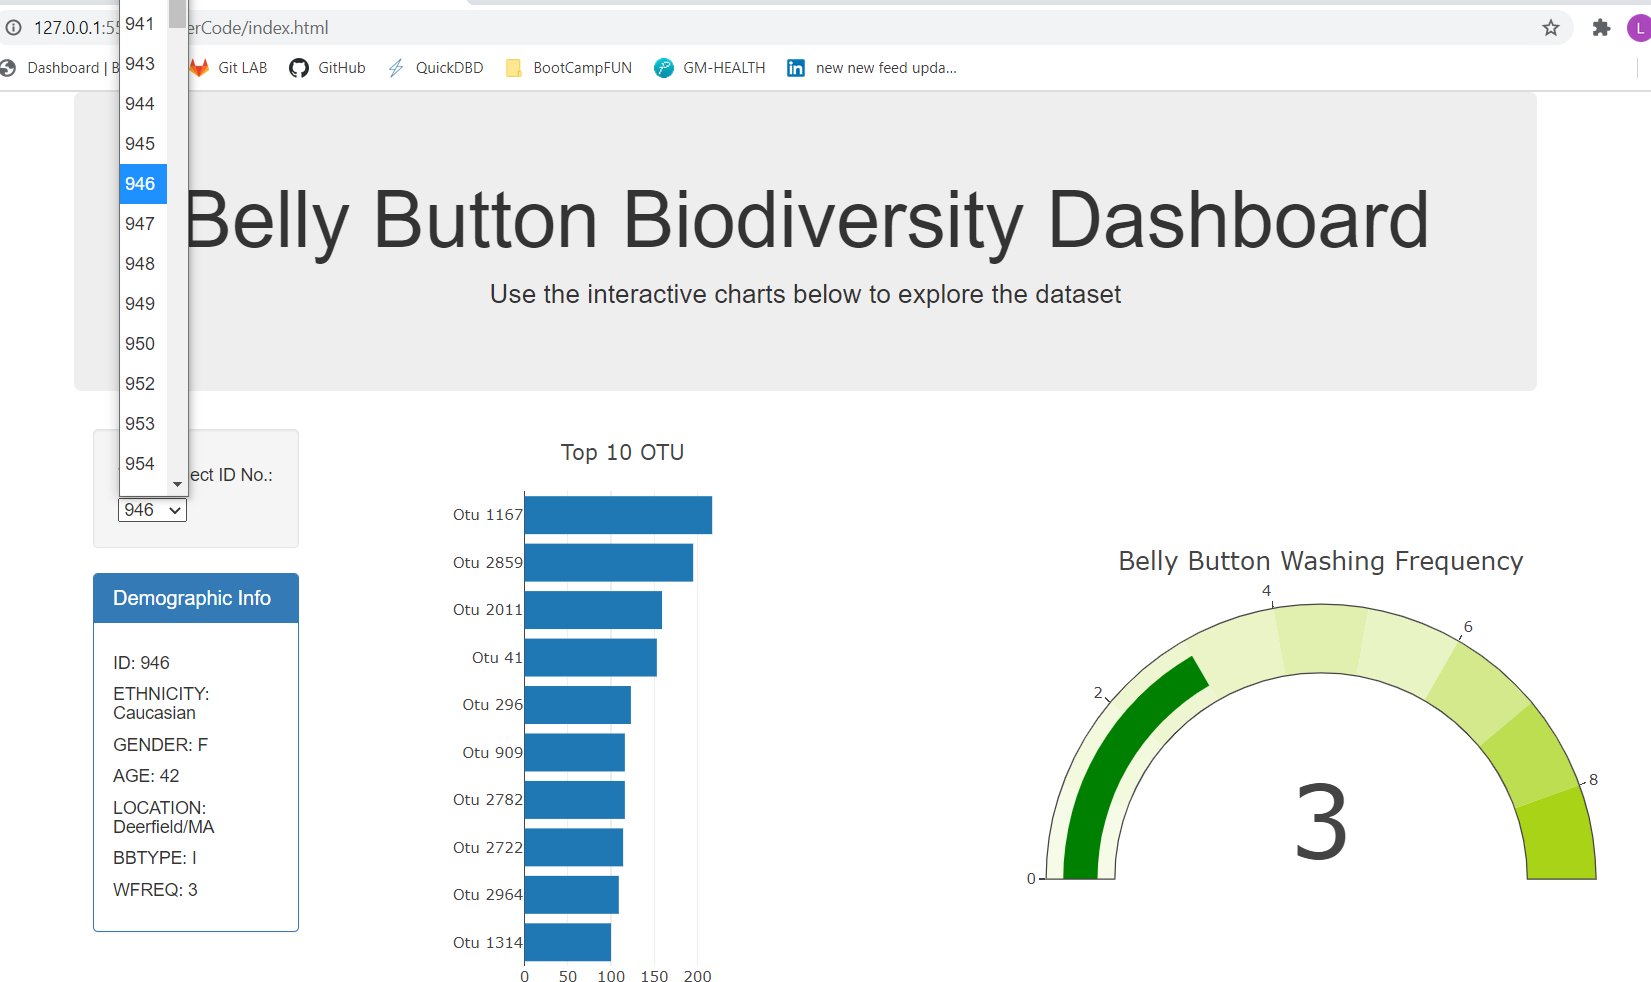 127.0.0.1:55
erCode/index.html
L
Dashboard | B
Git LAB
GitHub
QuickDBD
BootCampFUN
GM-HEALTH
new new feed upda...
941
943
944
945
946
947
948
949
950
952
953
954
Belly Button Biodiversity Dashboard
Use the interactive charts below to explore the dataset
ect ID No.:
946
Demographic Info
ID: 946
ETHNICITY:
Caucasian
GENDER: F
AGE: 42
LOCATION:
Deerfield/MA
BBTYPE: I
WFREQ: 3
Top 10 OTU
Otu 1167
Otu 2859
Otu 2011
Otu 41
Otu 296
Otu 909
Otu 2782
Otu 2722
Otu 2964
Otu 1314
0 50 100 150 200
Belly Button Washing Frequency
0
2
4
6
8
3